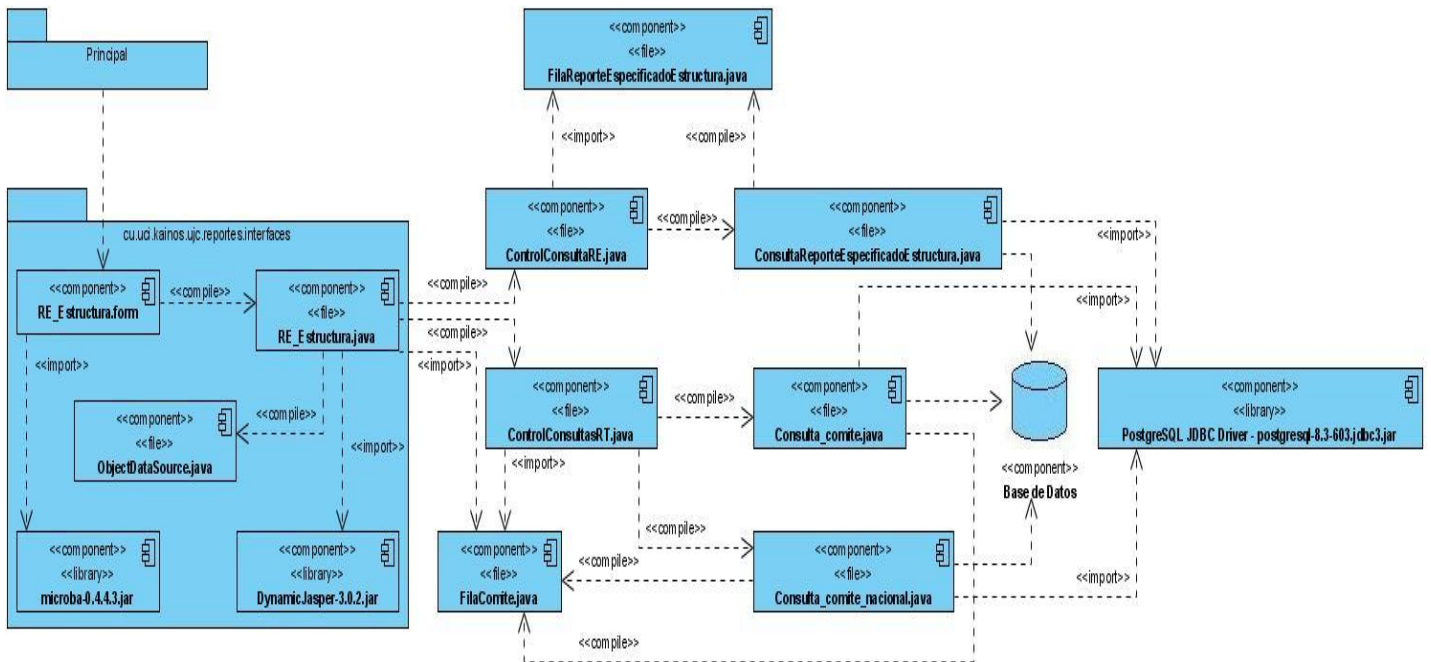 Principal
<<component>>
<<file>>
FilaReporteEspecificadoEstructura.java
<<import>>
<<compile>>
cu.uci.kainos.ujc.reportes.interfaces
<<component>>
RE_Estructura.form
<<compile>>
<<component>>
<<file>>
RE_Estructura.java
<<import>>
<<component>>
<<file>>
ObjectDataSource.java
<<compile>>
<<import>>
<<component>>
<<library>>
microba-0.4.4.3.jar
<<component>>
<<library>>
DynamicJasper-3.0.2.jar
<<compile>>
<<compile>>
<<import>>
<<component>>
<<file>>
ControlConsultaRE.java
<<compile>>
<<component>>
<<file>>
ConsultaReporteEspecificadoEstructura.java
<<import>>
<<import>>
<<component>>
<<file>>
ControlConsultasRT.java
<<compile>>
<<component>>
<<file>>
Consulta_comite.java
<<component>>
Base de Datos
<<component>>
<<library>>
PostgreSQL JDBC Driver - postgresql-8.3-603.jdbc3.jar
<<import>>
<<compile>>
<<component>>
<<file>>
FilaComite.java
<<compile>>
<<component>>
<<file>>
Consulta_comite_nacional.java
<<import>>
<<compile>>